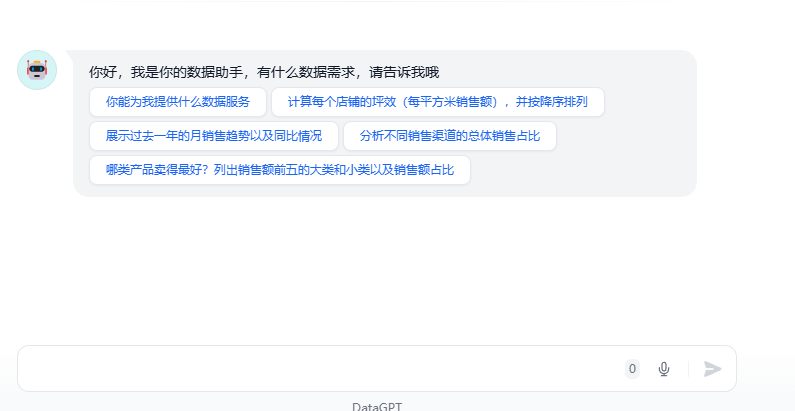 你好，我是你的数据助手，有什么数据需求，请告诉我哦
你能为我提供什么数据服务
计算每个店铺的坪效（每平方米销售额），并按降序排列
展示过去一年的月销售趋势以及同比情况
分析不同销售渠道的总体销售占比
哪类产品卖得最好？列出销售额前五的大类和小类以及销售额占比
0
DataGPT